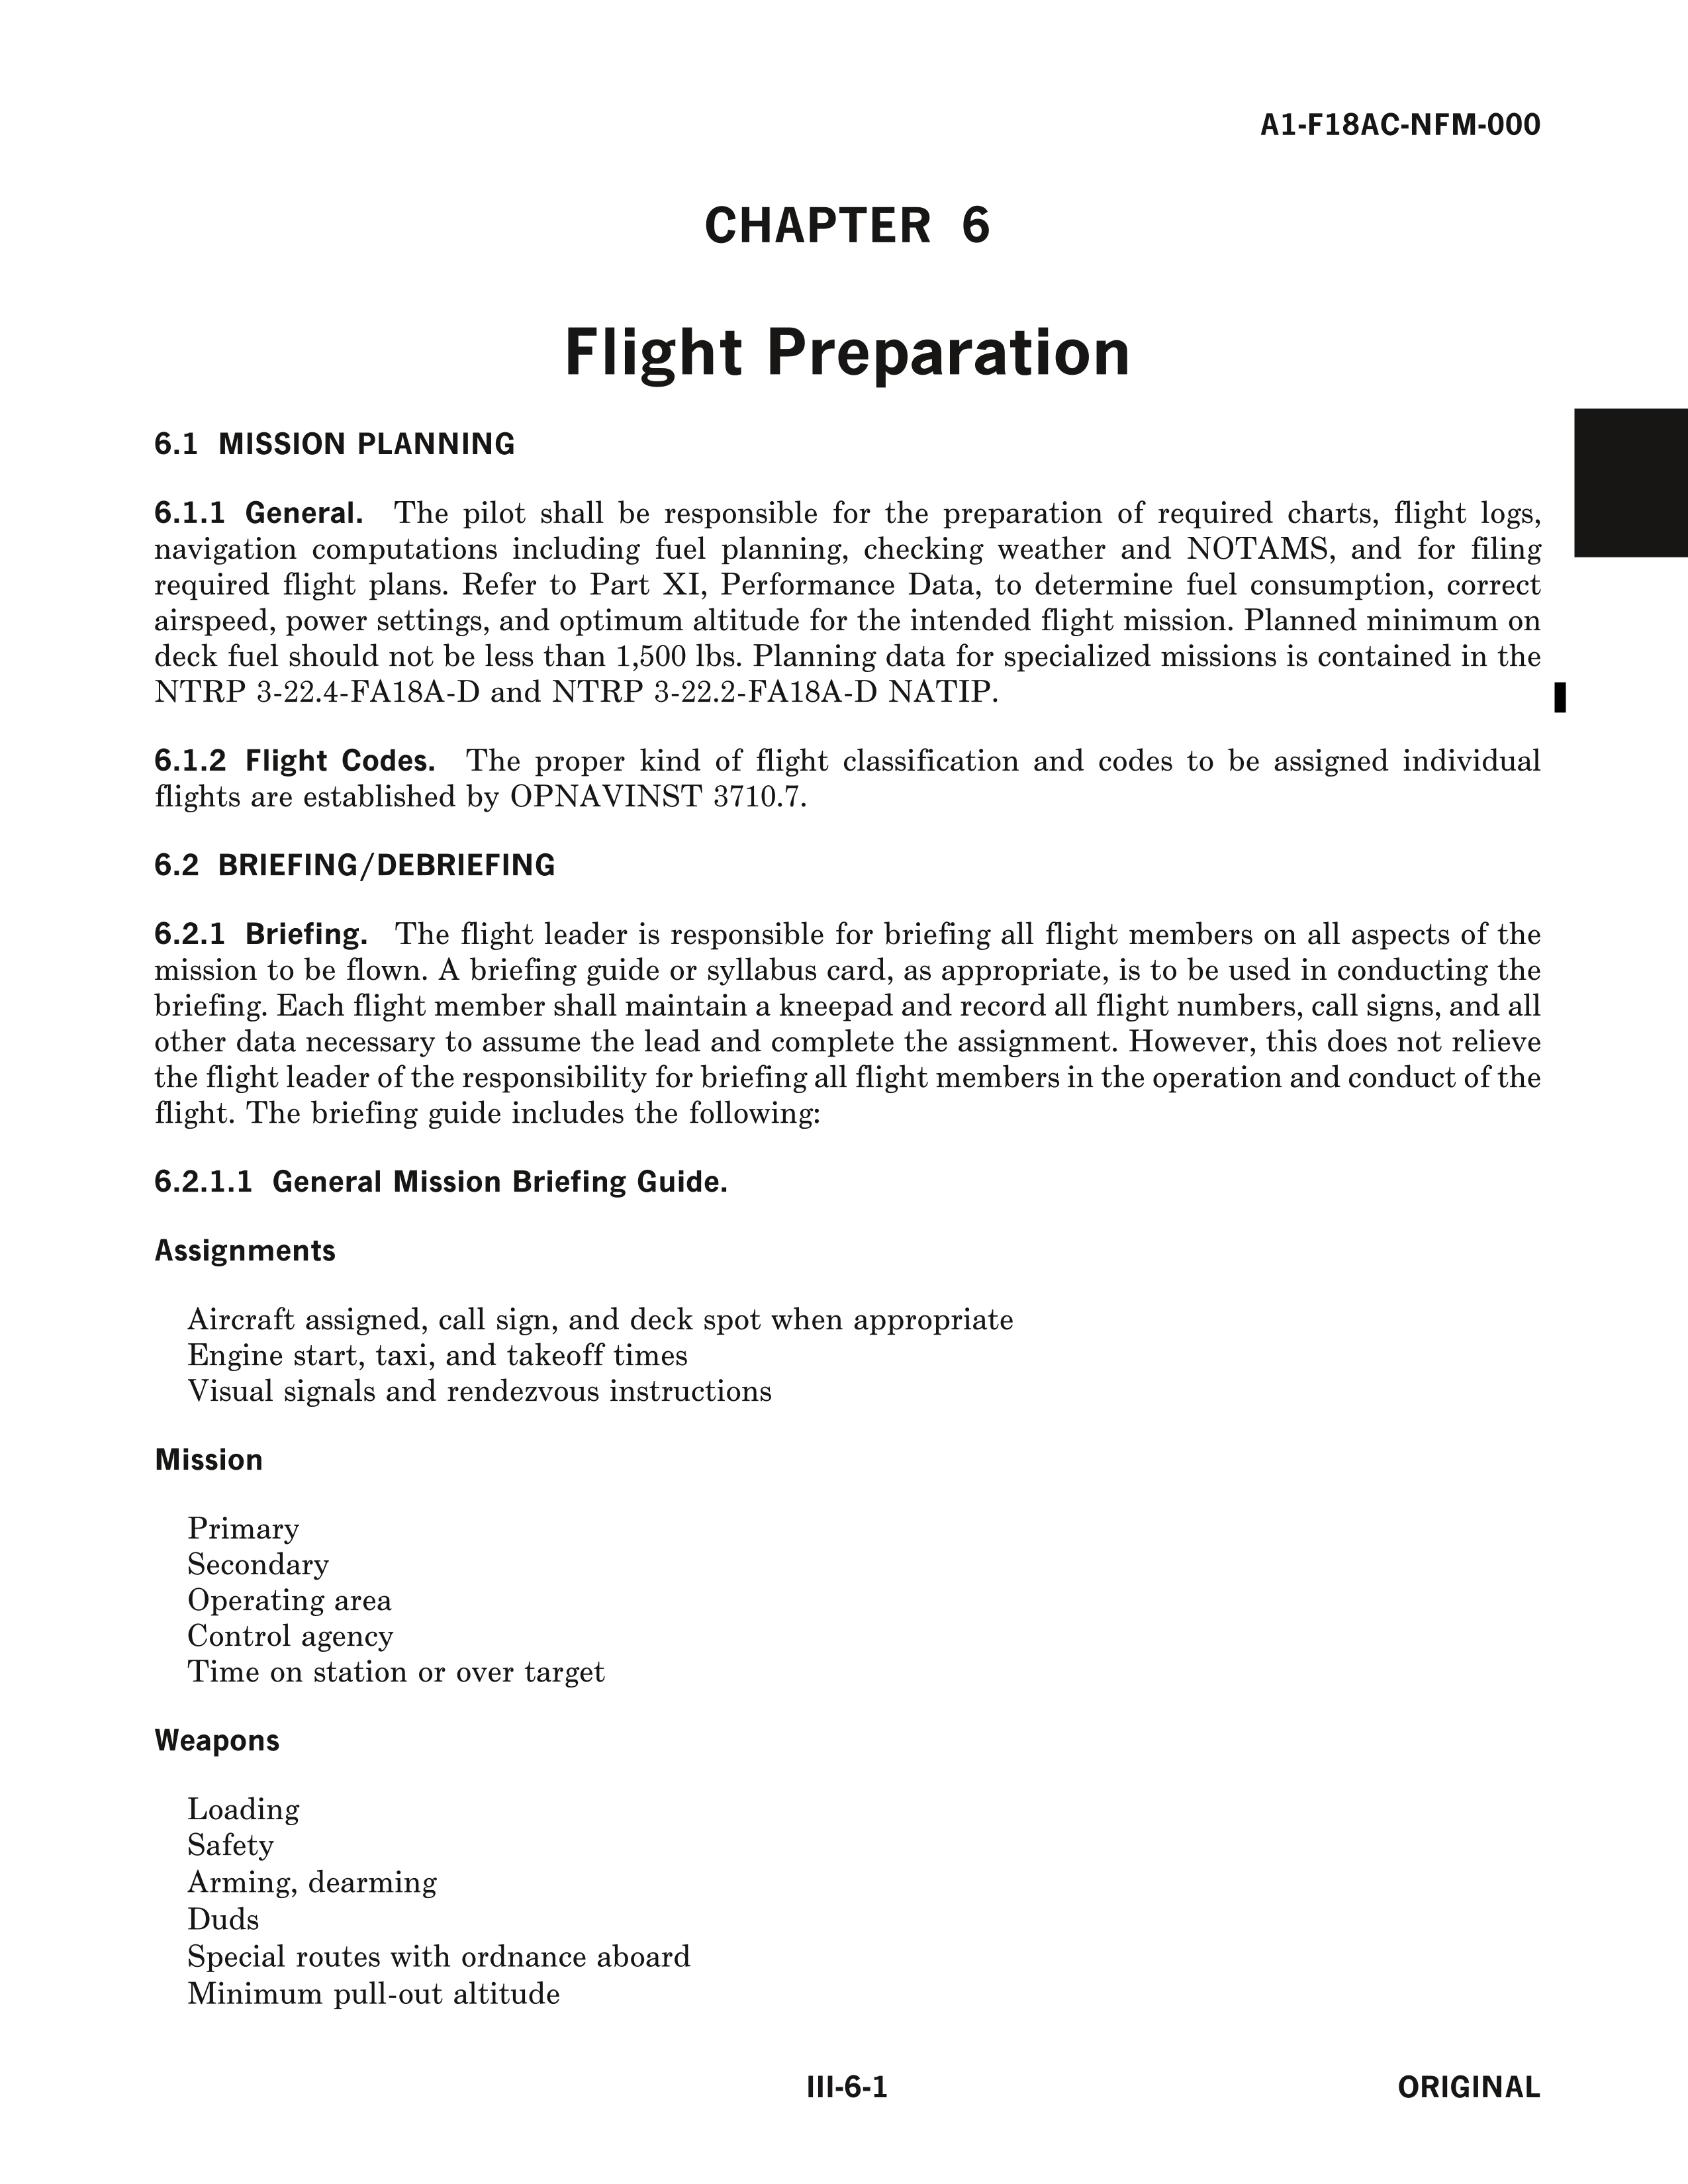 A1-F18AC-NFM-000
CHAPTER 6
Flight Preparation
6.1 MISSION PLANNING
6.1.1 General. The pilot shall be responsible for the preparation of required charts, flight logs,
navigation computations including fuel planning, checking weather and NOTAMS, and for filing
required flight plans. Refer to Part XI, Performance Data, to determine fuel consumption, correct
airspeed, power settings, and optimum altitude for the intended flight mission. Planned minimum on
deck fuel should not be less than 1,500 lbs. Planning data for specialized missions is contained in the
NTRP 3-22.4-FA18A-D and NTRP 3-22.2-FA18A-D NATIP.
6.1.2 Flight Codes. The proper kind of flight classification and codes to be assigned individual
flights are established by OPNAVINST 3710.7.
6.2 BRIEFING/DEBRIEFING
6.2.1 Briefing. The flight leader is responsible for briefing all flight members on all aspects of the
mission to be flown. A briefing guide or syllabus card, as appropriate, is to be used in conducting the
briefing. Each flight member shall maintain a kneepad and record all flight numbers, call signs, and all
other data necessary to assume the lead and complete the assignment. However, this does not relieve
the flight leader of the responsibility for briefing all flight members in the operation and conduct of the
flight. The briefing guide includes the following:
6.2.1.1 General Mission Briefing Guide.
Assignments
Aircraft assigned, call sign, and deck spot when appropriate
Engine start, taxi, and takeoff times
Visual signals and rendezvous instructions
Mission
Primary
Secondary
Operating area
Control agency
Time on station or over target
Weapons
Loading
Safety
Arming, dearming
Duds
Special routes with ordnance aboard
Minimum pull-out altitude
III-6-1
ORIGINAL